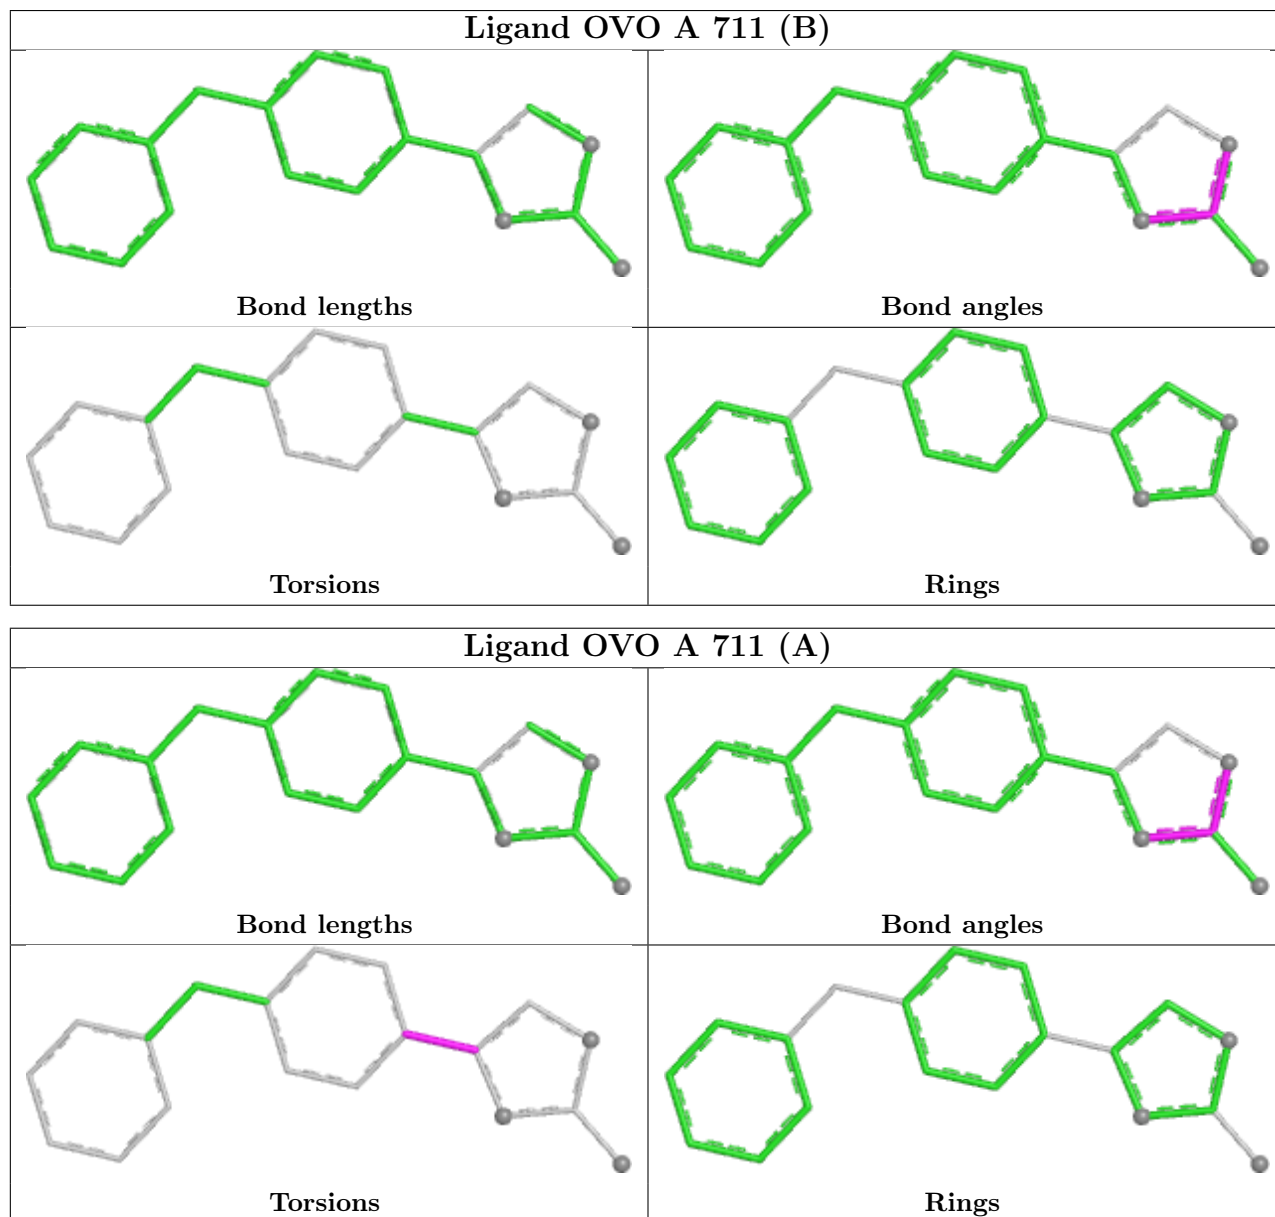 Ligand OVO A 711 (B)
Bond lengths
Bond angles
Torsions
Rings
Ligand OVO A 711 (A)
Bond lengths
Bond angles
Torsions
Rings